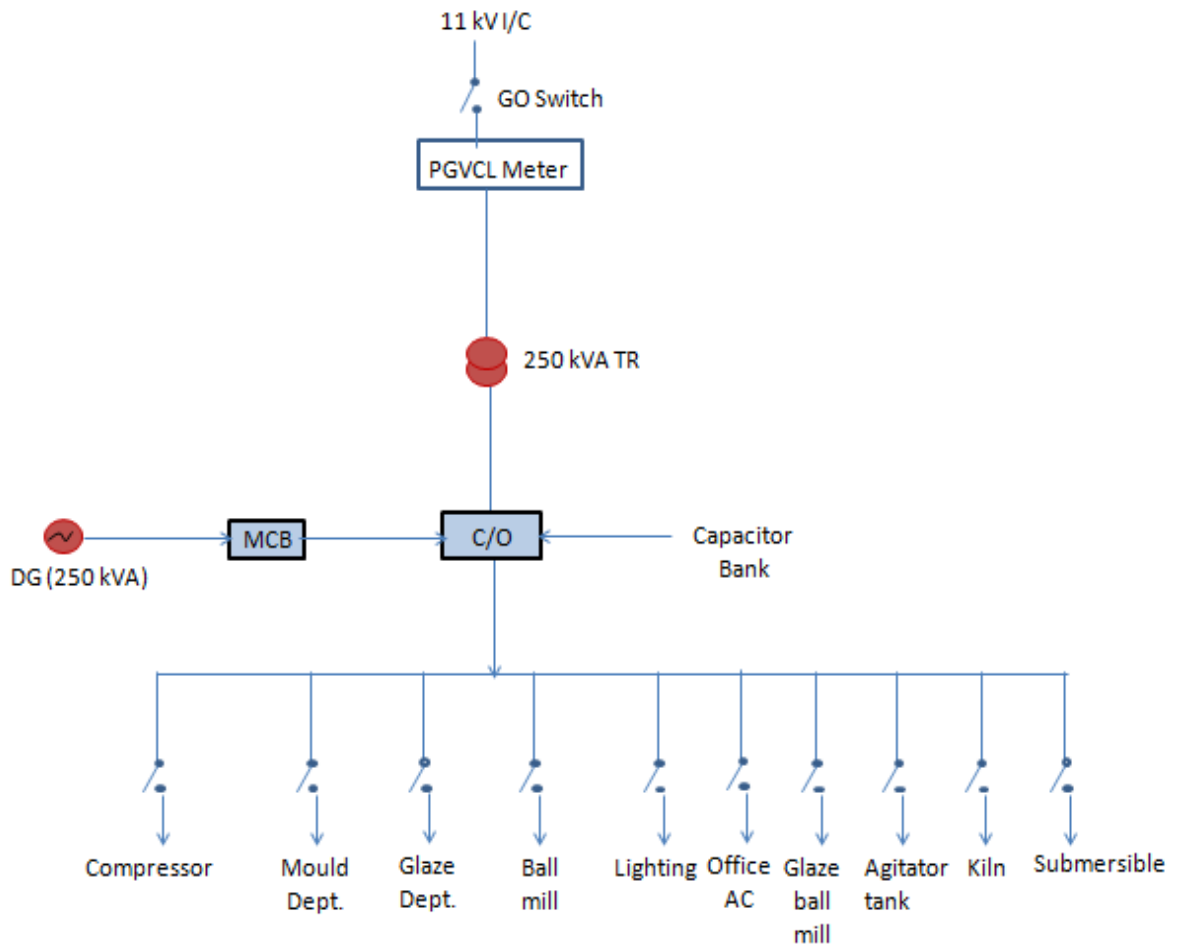 11 kV I/C
GO Switch
PGVCL Meter
250 kVA TR
MCB
C/O
Capacitor
Bank
DG (250 kVA)
Compressor
Mould
Dept.
Glaze
Dept.
Ball
mill
Lighting
Office
AC
Glaze
ball
mill
Agitator
tank
Kiln
Submersible